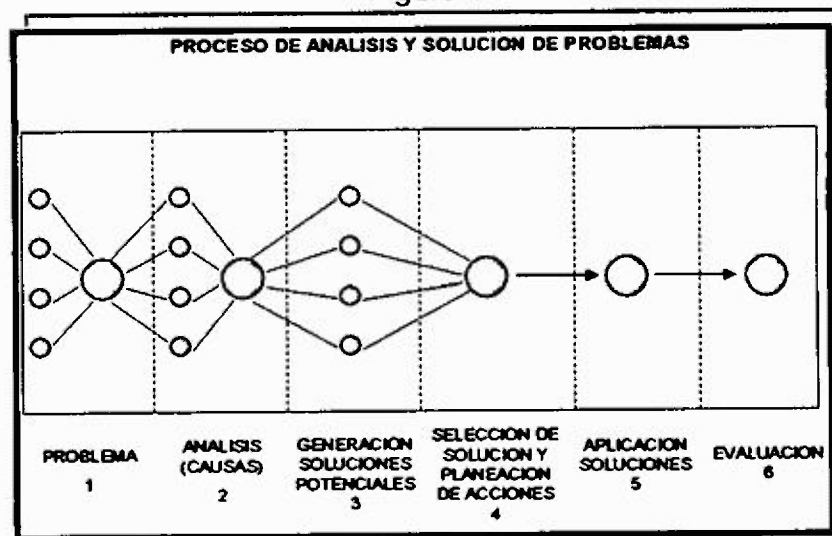 PROCESO DE ANALISIS Y SOLUCION DE PROBLEMAS
PROBLEMA
1
ANALISIS
(CAUSAS)
2
GENERACION
SOLUCIONES
POTENCIALES
3
SELECCION DE
SOLUCION Y
PLANEACION
DE ACCIONES
4
APLICACION
SOLUCIONES
5
EVALUACION
6